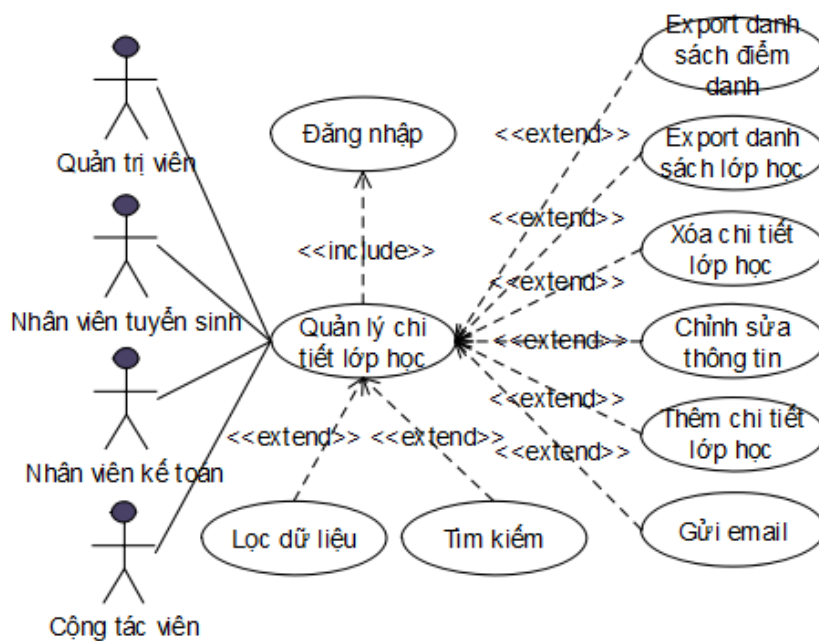 Quản trị viên
Nhân viên tuyển sinh
Nhân viên kế toán
Cộng tác viên
Đăng nhập
<<include>>
Quản lý chi
tiết lớp học
<<extend>>
<<extend>>
Lọc dữ liệu
Tìm kiếm
<<extend>>
<<extend>>
<<extend>>
<<extend>>
<<extend>>
<<extend>>
Export danh
sách điểm
danh
Export danh
sách lớp học
Xóa chi tiết
lớp học
Chỉnh sửa
thông tin
Thêm chi tiết
lớp học
Gửi email